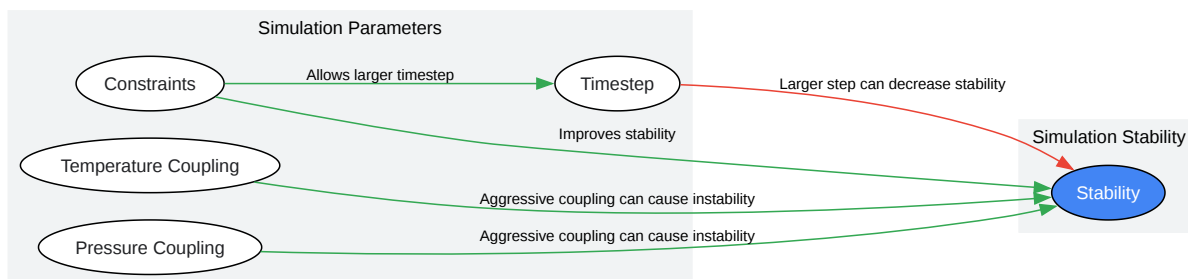 Simulation Parameters
Constraints
Allows larger timestep
Timestep
Larger step can decrease stability
Improves stability
Simulation Stability
Temperature Coupling
Aggressive coupling can cause instability
Stability
Pressure Coupling
Aggressive coupling can cause instability